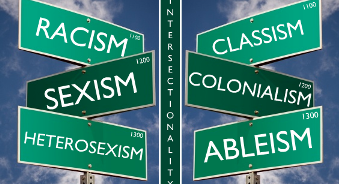 RACISM 1100
SEXISM 1200
HETEROSEXISM 1300
INTERSECTIONALITY
CLASSISM 1100
COLONIALISM 1200
ABLEISM 1300